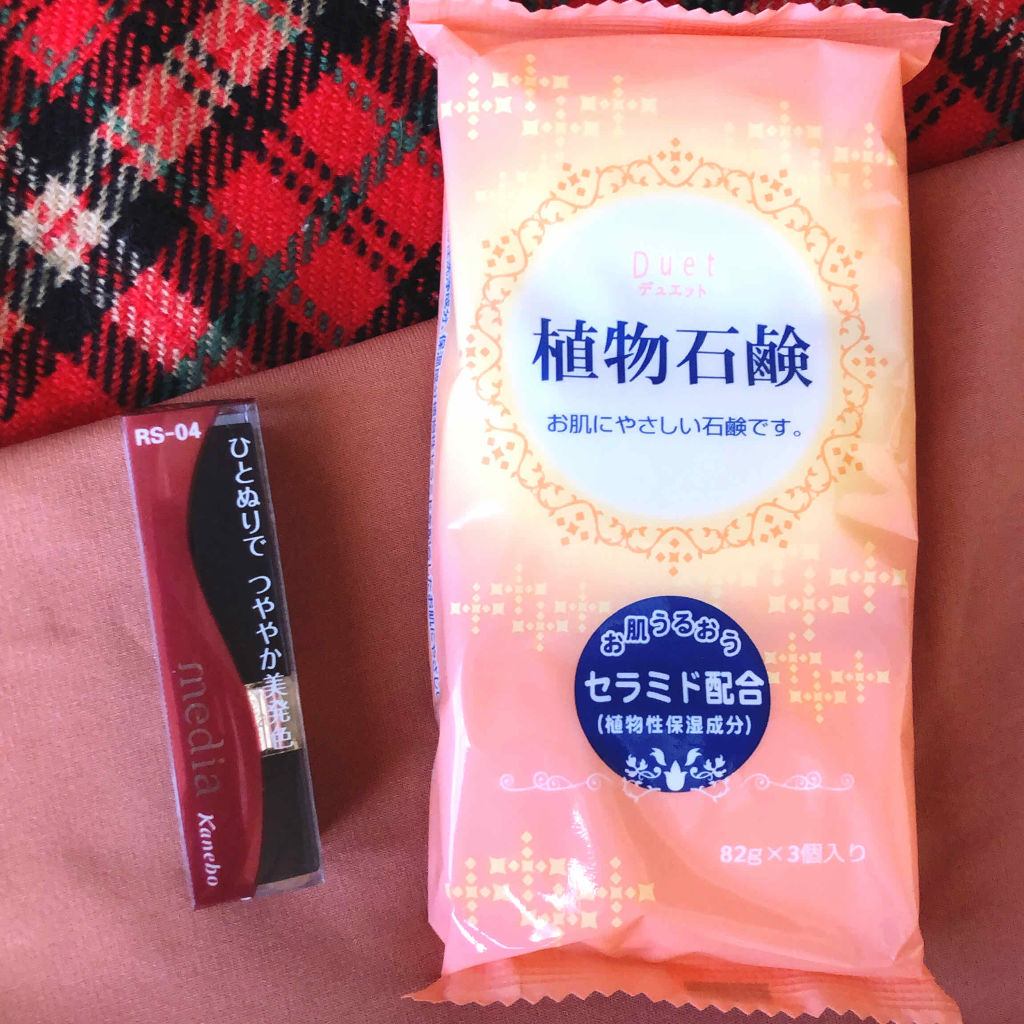 RS-04
ひとぬりで つややか美発色
media
Kanebo
Duet
デュエット
植物石鹸
お肌にやさしい石鹸です。
お肌うるおう
セラミド配合
(植物性保湿成分)
82g×3個入り